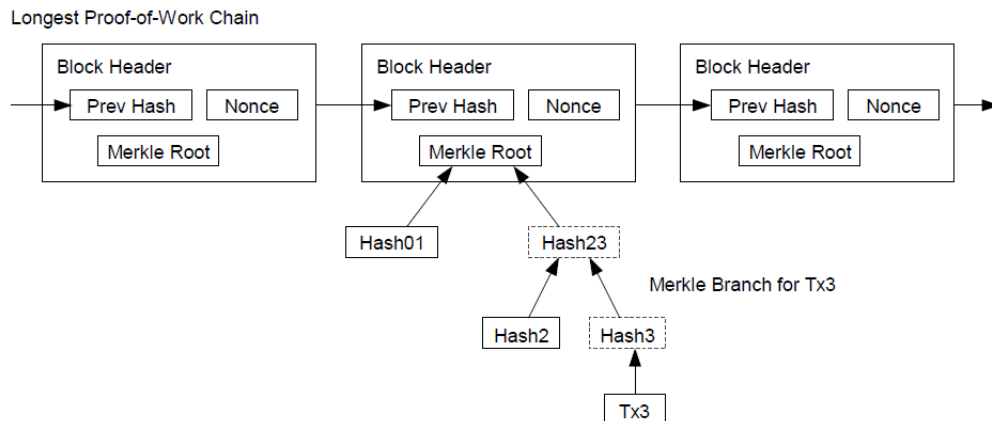 Longest Proof-of-Work Chain
Block Header
Prev Hash
Nonce
Merkle Root
Block Header
Prev Hash
Nonce
Merkle Root
Block Header
Prev Hash
Nonce
Merkle Root
Hash01
Hash23
Merkle Branch for Tx3
Hash2
Hash3
Tx3